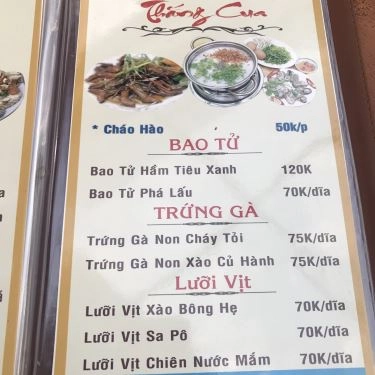 Tháng Cua
* Cháo Hào 50k/p
BAO TỬ
Bao Tử Hầm Tiêu Xanh 120K
Bao Tử Phá Lấu 70K/dĩa
TRỨNG GÀ
Trứng Gà Non Cháy Tỏi 75K/dĩa
Trứng Gà Non Xào Củ Hành 75K/dĩa
Lưỡi Vịt
Lưỡi Vịt Xào Bông Hẹ 70K/dĩa
Lưỡi Vịt Sa Pô 70K/dĩa
Lưỡi Vịt Chiên Nước Mắm 70K/dĩa